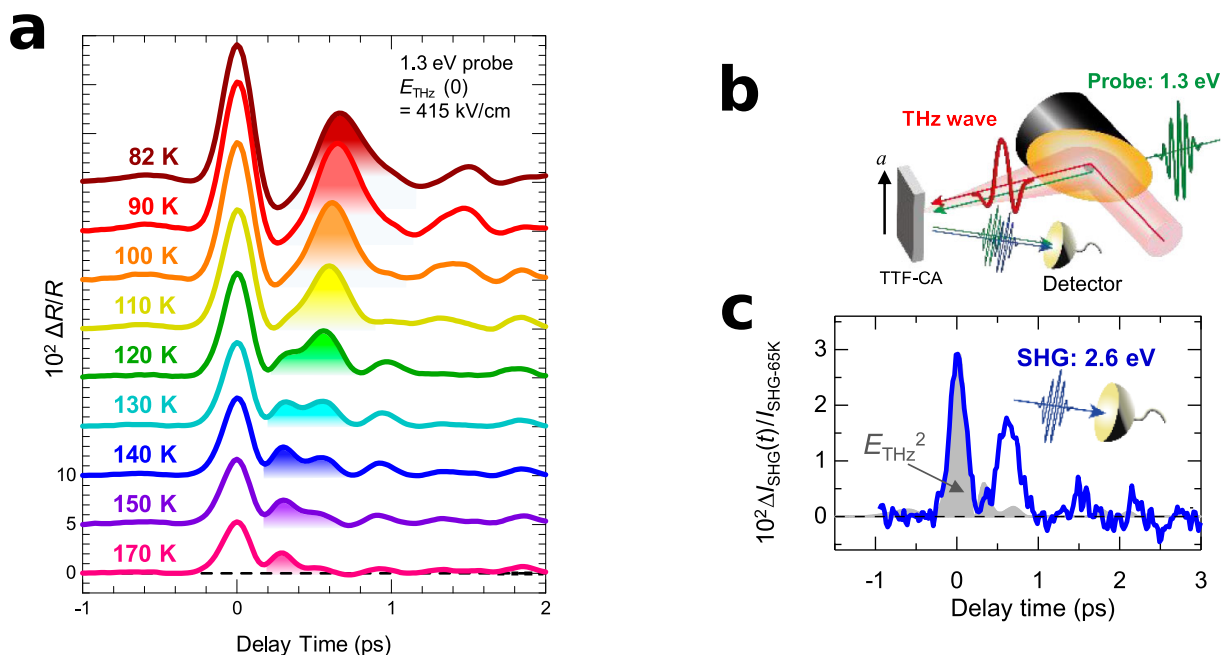 a
1.3 eV probe
E_THz (0)
= 415 kV/cm
82 K
90 K
100 K
110 K
120 K
130 K
140 K
150 K
170 K
10
5
0
10² ΔR/R
-1 0 1 2
Delay Time (ps)
b
Probe: 1.3 eV
THz wave
a
TTF-CA
Detector
c
SHG: 2.6 eV
E_THz²
3
2
1
0
10² ΔI_SHG(t)/I_SHG-65K
-1 0 1 2 3
Delay time (ps)